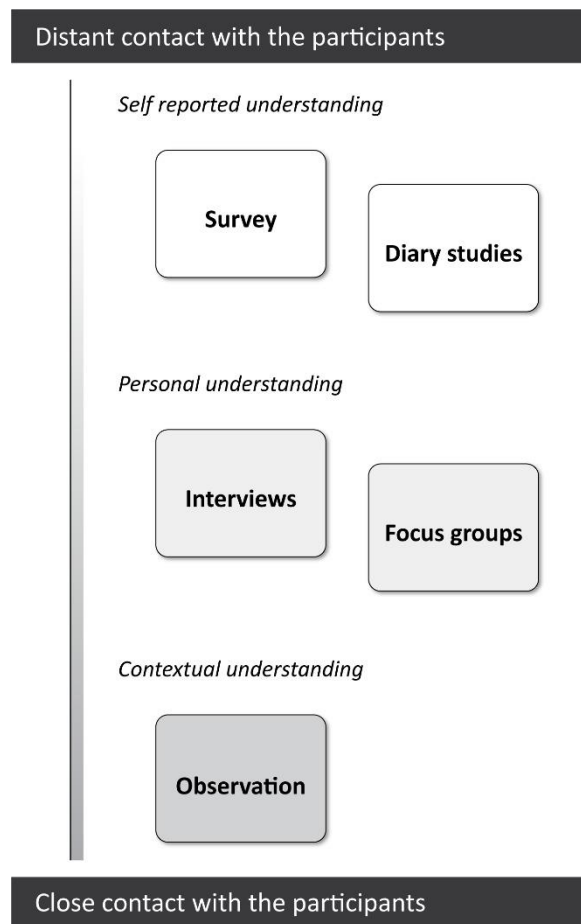 Distant contact with the participants
Self reported understanding
Survey
Diary studies
Personal understanding
Interviews
Focus groups
Contextual understanding
Observation
Close contact with the participants